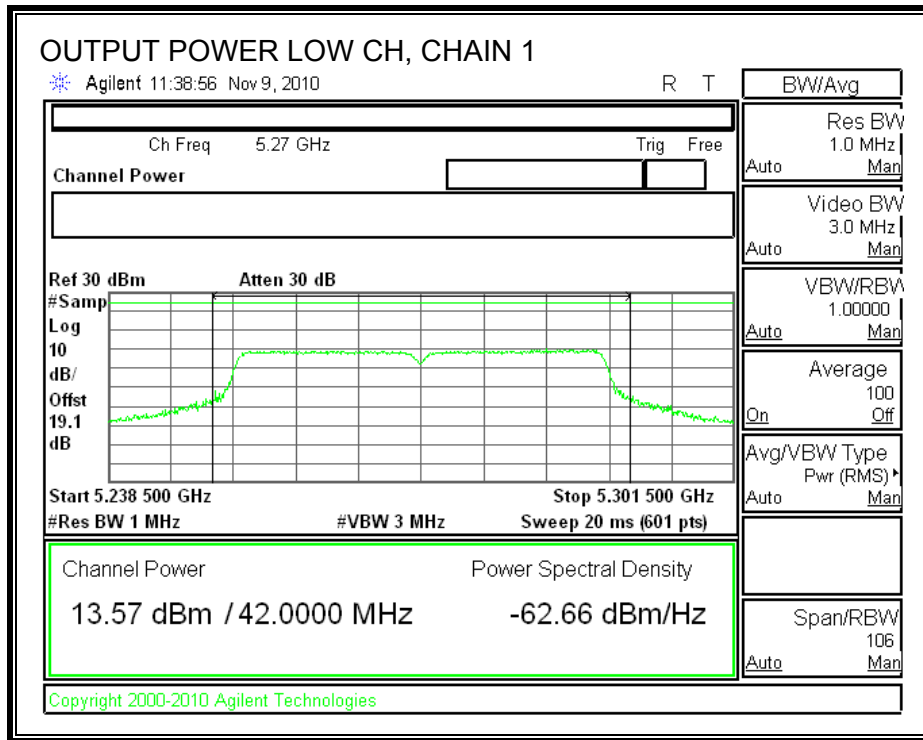 OUTPUT POWER LOW CH, CHAIN 1
Agilent 11:38:56 Nov 9, 2010 R T
Ch Freq 5.27 GHz Trig Free
Channel Power
Ref 30 dBm Atten 30 dB
#Samp
Log
10
dB/
Offst
19.1
dB
Start 5.238 500 GHz Stop 5.301 500 GHz
#Res BW 1 MHz #VBW 3 MHz Sweep 20 ms (601 pts)
Channel Power Power Spectral Density
13.57 dBm / 42.0000 MHz -62.66 dBm/Hz
Copyright 2000-2010 Agilent Technologies
BW/Avg
Res BW
1.0 MHz
Auto Man
Video BW
3.0 MHz
Auto Man
VBW/RBW
1.00000
Auto Man
Average
100
On Off
Avg/VBW Type
Pwr (RMS)
Auto Man
Span/RBW
106
Auto Man